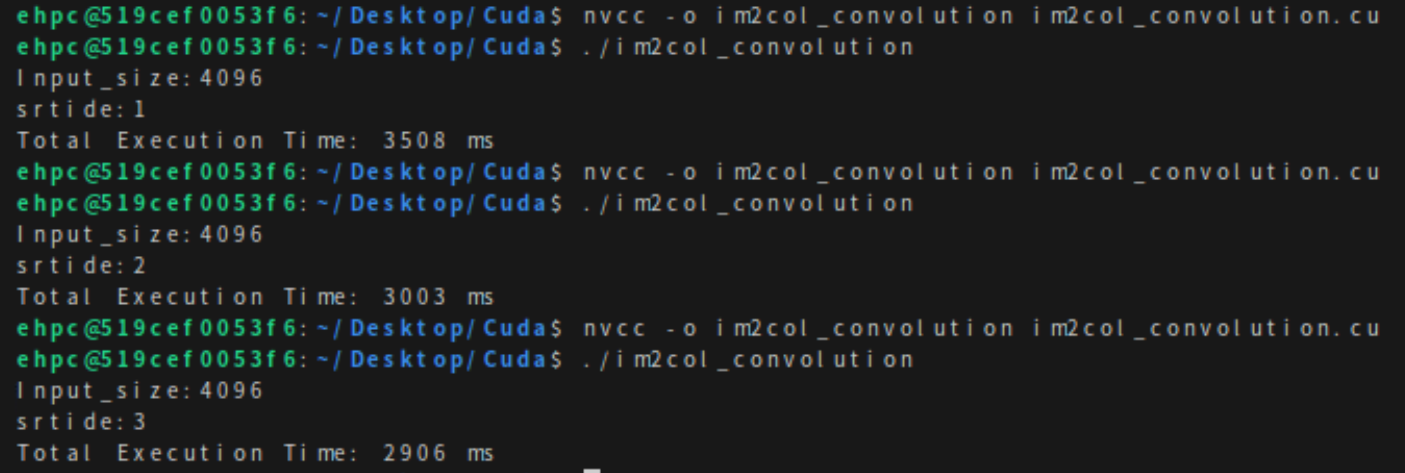 ehpc@519cef0053f6:~/Desktop/Cuda$ nvcc -o im2col_convolution im2col_convolution.cu
ehpc@519cef0053f6:~/Desktop/Cuda$ ./im2col_convolution
Input_size:4096
srtide:1
Total Execution Time: 3508 ms
ehpc@519cef0053f6:~/Desktop/Cuda$ nvcc -o im2col_convolution im2col_convolution.cu
ehpc@519cef0053f6:~/Desktop/Cuda$ ./im2col_convolution
Input_size:4096
srtide:2
Total Execution Time: 3003 ms
ehpc@519cef0053f6:~/Desktop/Cuda$ nvcc -o im2col_convolution im2col_convolution.cu
ehpc@519cef0053f6:~/Desktop/Cuda$ ./im2col_convolution
Input_size:4096
srtide:3
Total Execution Time: 2906 ms